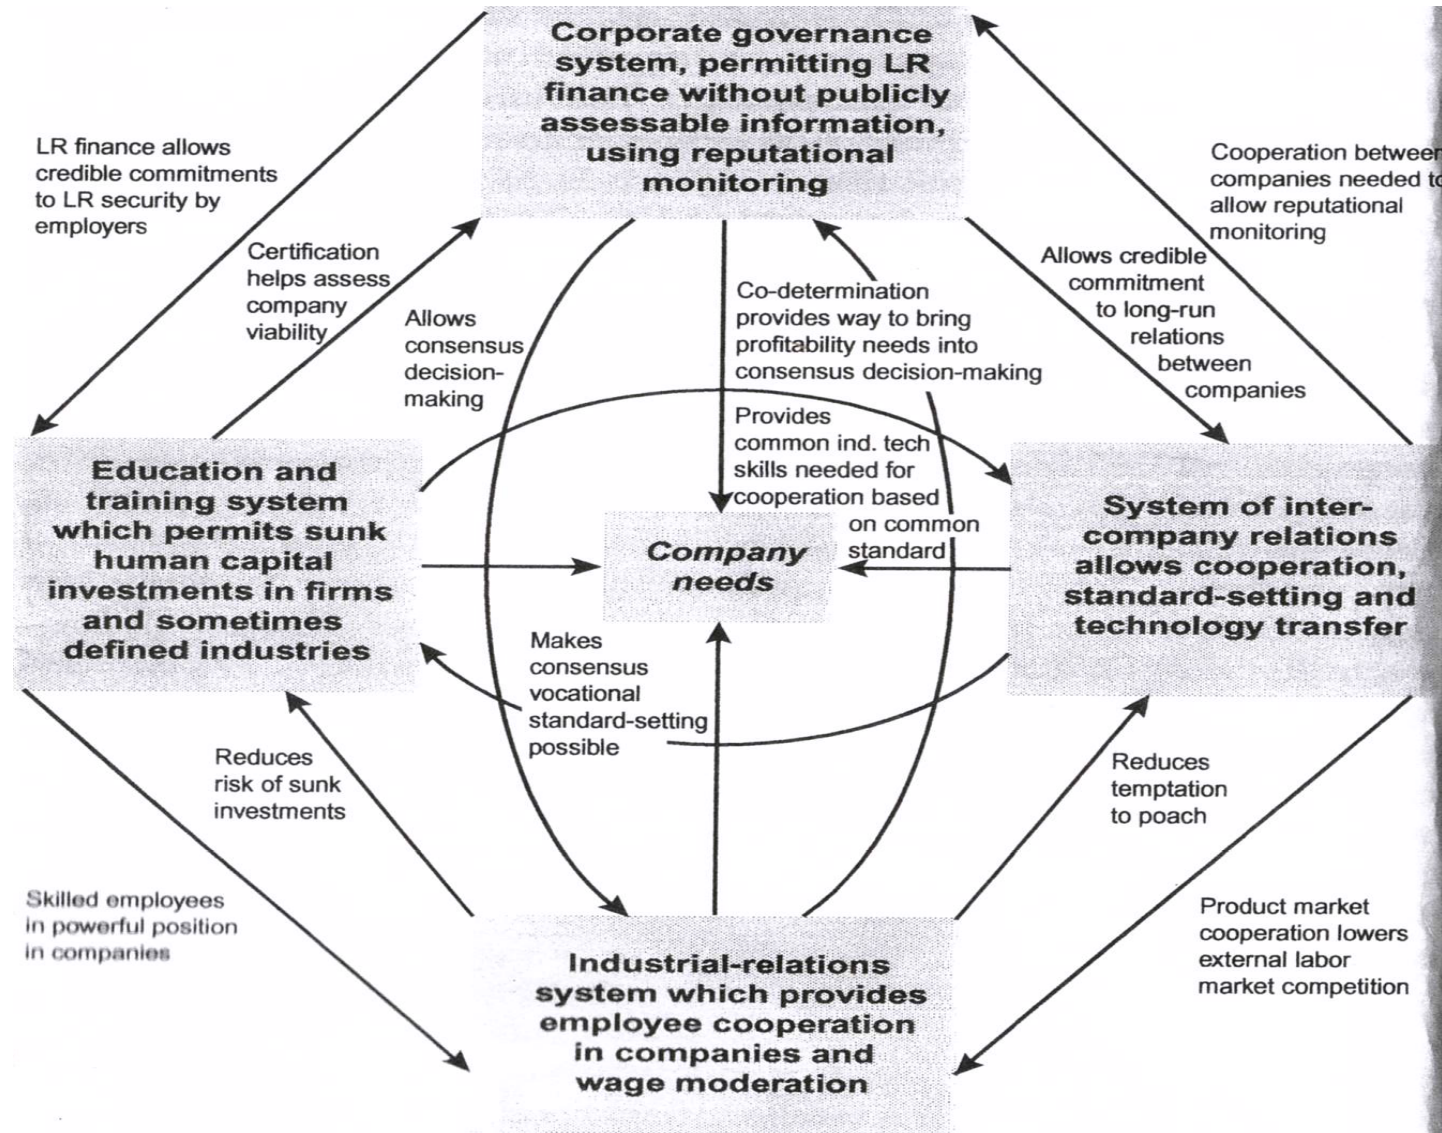 Corporate governance
system, permitting LR
finance without publicly
assessable information,
using reputational
monitoring
LR finance allows
credible commitments
to LR security by
employers
Cooperation between
companies needed to
allow reputational
monitoring
Certification
helps assess
company
viability
Allows credible
commitment
to long-run
relations
between
companies
Allows
consensus
decision-
making
Co-determination
provides way to bring
profitability needs into
consensus decision-making
Provides
common ind. tech
skills needed for
cooperation based
on common
standard
Education and
training system
which permits sunk
human capital
investments in firms
and sometimes
defined industries
Company
needs
System of inter-
company relations
allows cooperation,
standard-setting and
technology transfer
Makes
consensus
vocational
standard-setting
possible
Reduces
risk of sunk
investments
Reduces
temptation
to poach
Skilled employees
in powerful position
in companies
Product market
cooperation lowers
external labor
market competition
Industrial-relations
system which provides
employee cooperation
in companies and
wage moderation